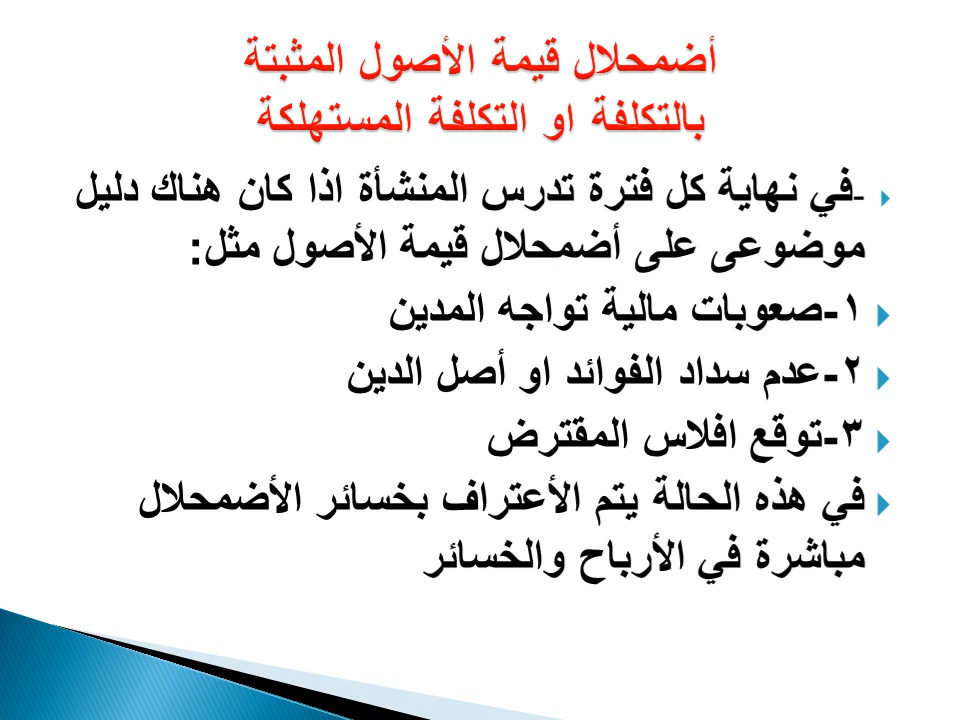 أضمحلال قيمة الأصول المثبتة
بالتكلفة او التكلفة المستهلكة
-في نهاية كل فترة تدرس المنشأة اذا كان هناك دليل
موضوعى على أضمحلال قيمة الأصول مثل:
١-صعوبات مالية تواجه المدين
٢-عدم سداد الفوائد او أصل الدين
٣-توقع افلاس المقترض
في هذه الحالة يتم الأعتراف بخسائر الأضمحلال
مباشرة في الأرباح والخسائر